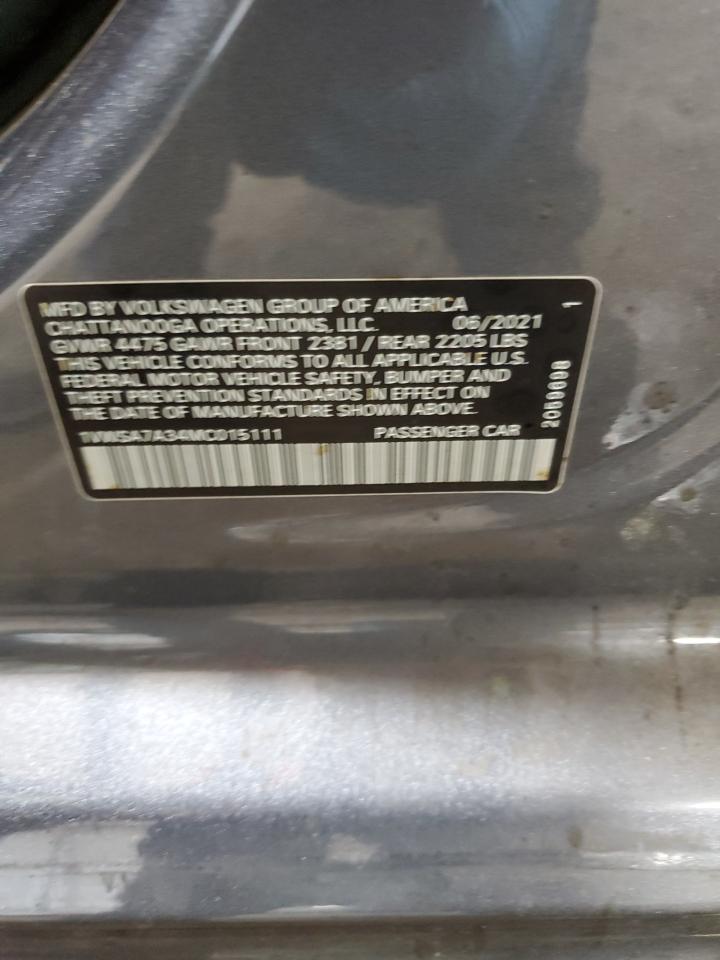 MFD BY VOLKSWAGEN GROUP OF AMERICA
CHATTANOOGA OPERATIONS, LLC. 06/2021
GVWR 4475 GAWR FRONT 2381 / REAR 2205 LBS
THIS VEHICLE CONFORMS TO ALL APPLICABLE U.S.
FEDERAL MOTOR VEHICLE SAFETY, BUMPER AND
THEFT PREVENTION STANDARDS IN EFFECT ON
THE DATE OF MANUFACTURE SHOWN ABOVE.
1VWSA7A34MC015111 PASSENGER CAR
1